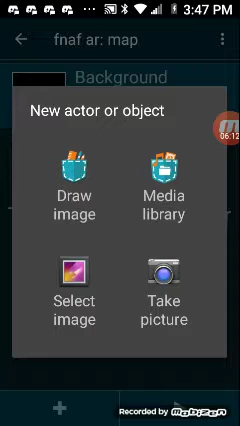 3:47 PM
fnaf ar: map
Background
New actor or object
06:12
Draw
image
Media
library
Select
image
Take
picture
Recorded by mobizen